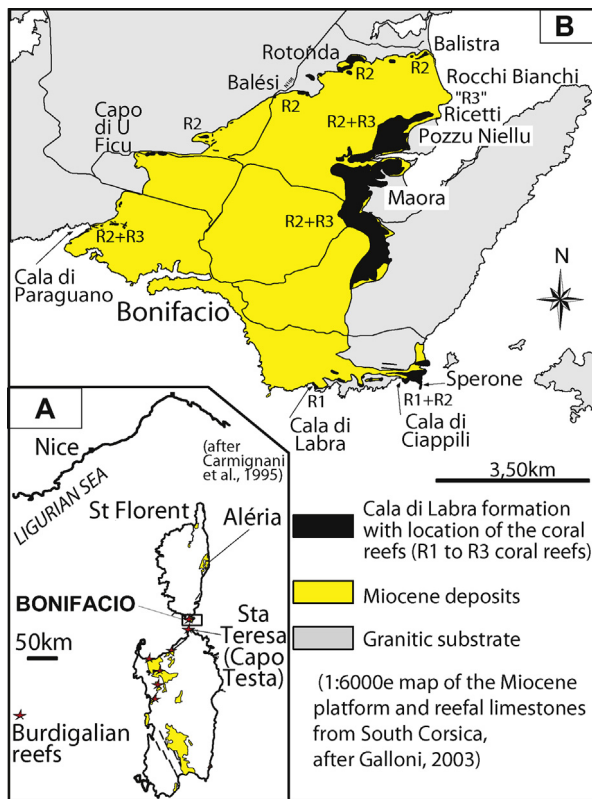 B
Rotonda
Balistra
R2
R2
Balési
R2
Rocchi Bianchi
"R3"
Ricetti
Capo
di U
Ficu
R2
R2+R3
Pozzu Niellu
Maora
R2+R3
R2+R3
Cala di
Paraguano
Bonifacio
N
R1
Cala di
Labra
R1+R2
Cala di
Ciappili
Sperone
3,50km
A
Nice
(after
Carmignani
et al., 1995)
LIGURIAN SEA
St Florent
Aléria
BONIFACIO
Sta
Teresa
(Capo
Testa)
50km
Burdigalian
reefs
Cala di Labra formation
with location of the coral
reefs (R1 to R3 coral reefs)
Miocene deposits
Granitic substrate
(1:6000e map of the Miocene
platform and reefal limestones
from South Corsica,
after Galloni, 2003)